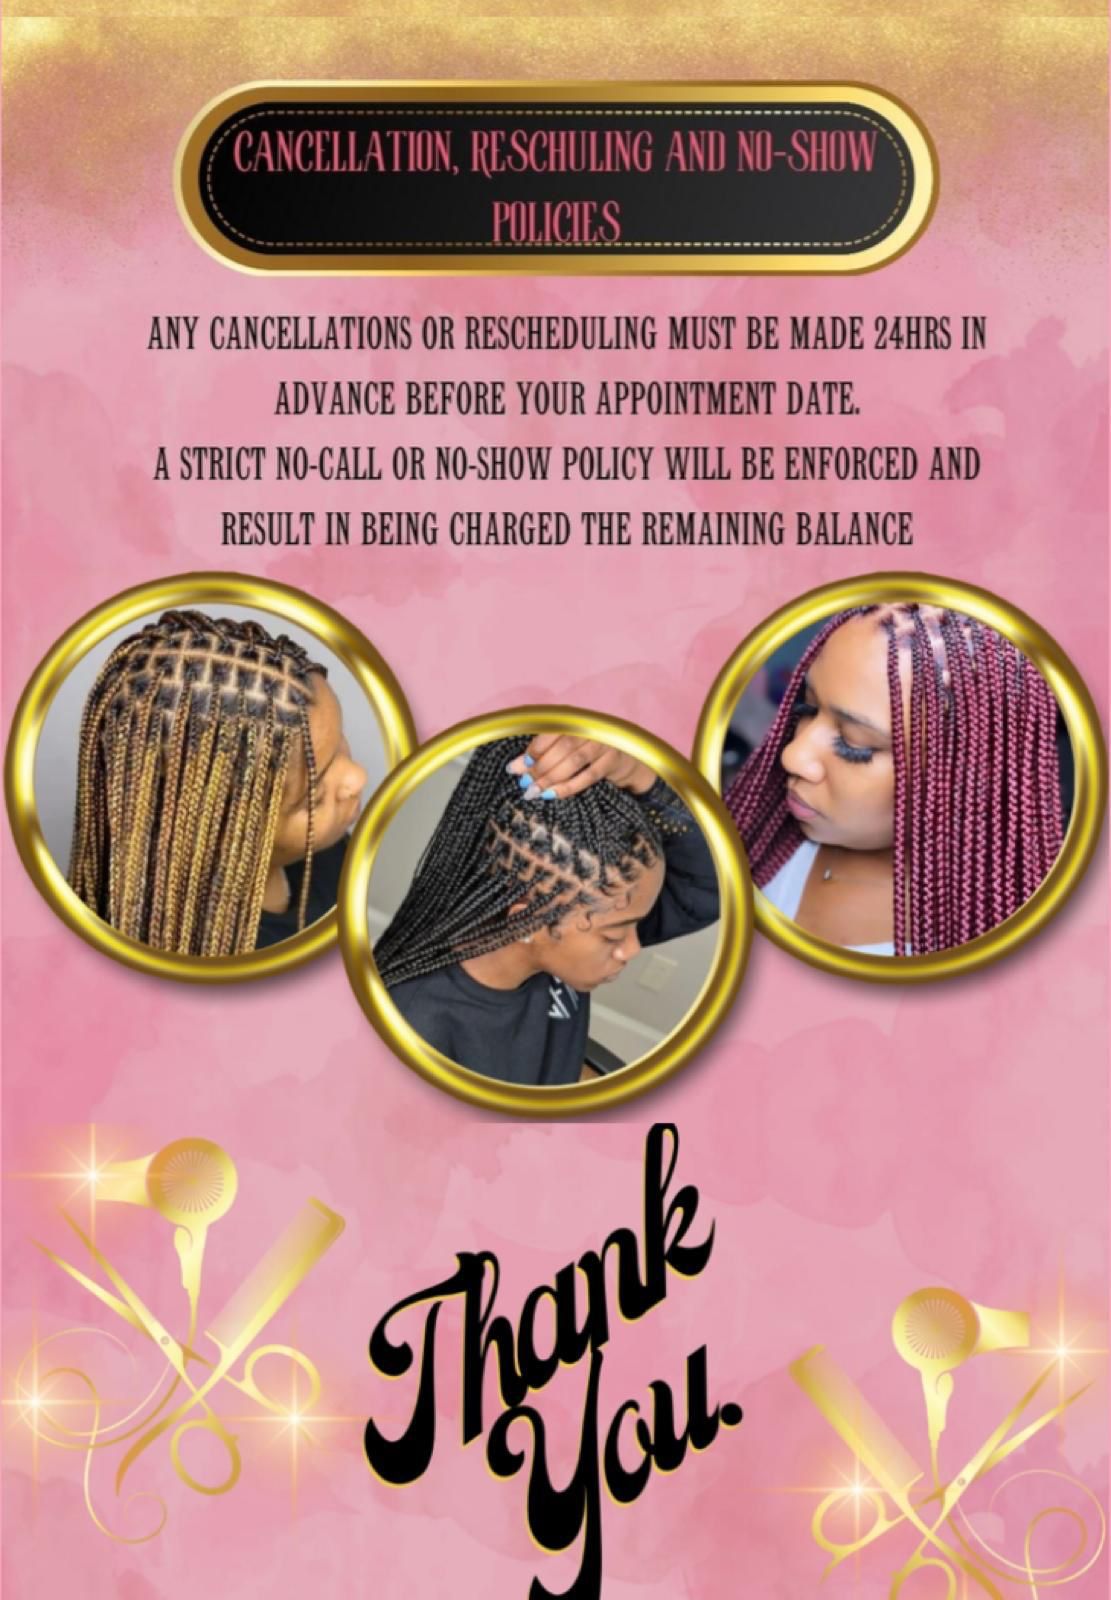 CANCELLATION, RESCHULING AND NO-SHOW
POLICIES
ANY CANCELLATIONS OR RESCHEDULING MUST BE MADE 24HRS IN
ADVANCE BEFORE YOUR APPOINTMENT DATE.
A STRICT NO-CALL OR NO-SHOW POLICY WILL BE ENFORCED AND
RESULT IN BEING CHARGED THE REMAINING BALANCE
Thank
You.